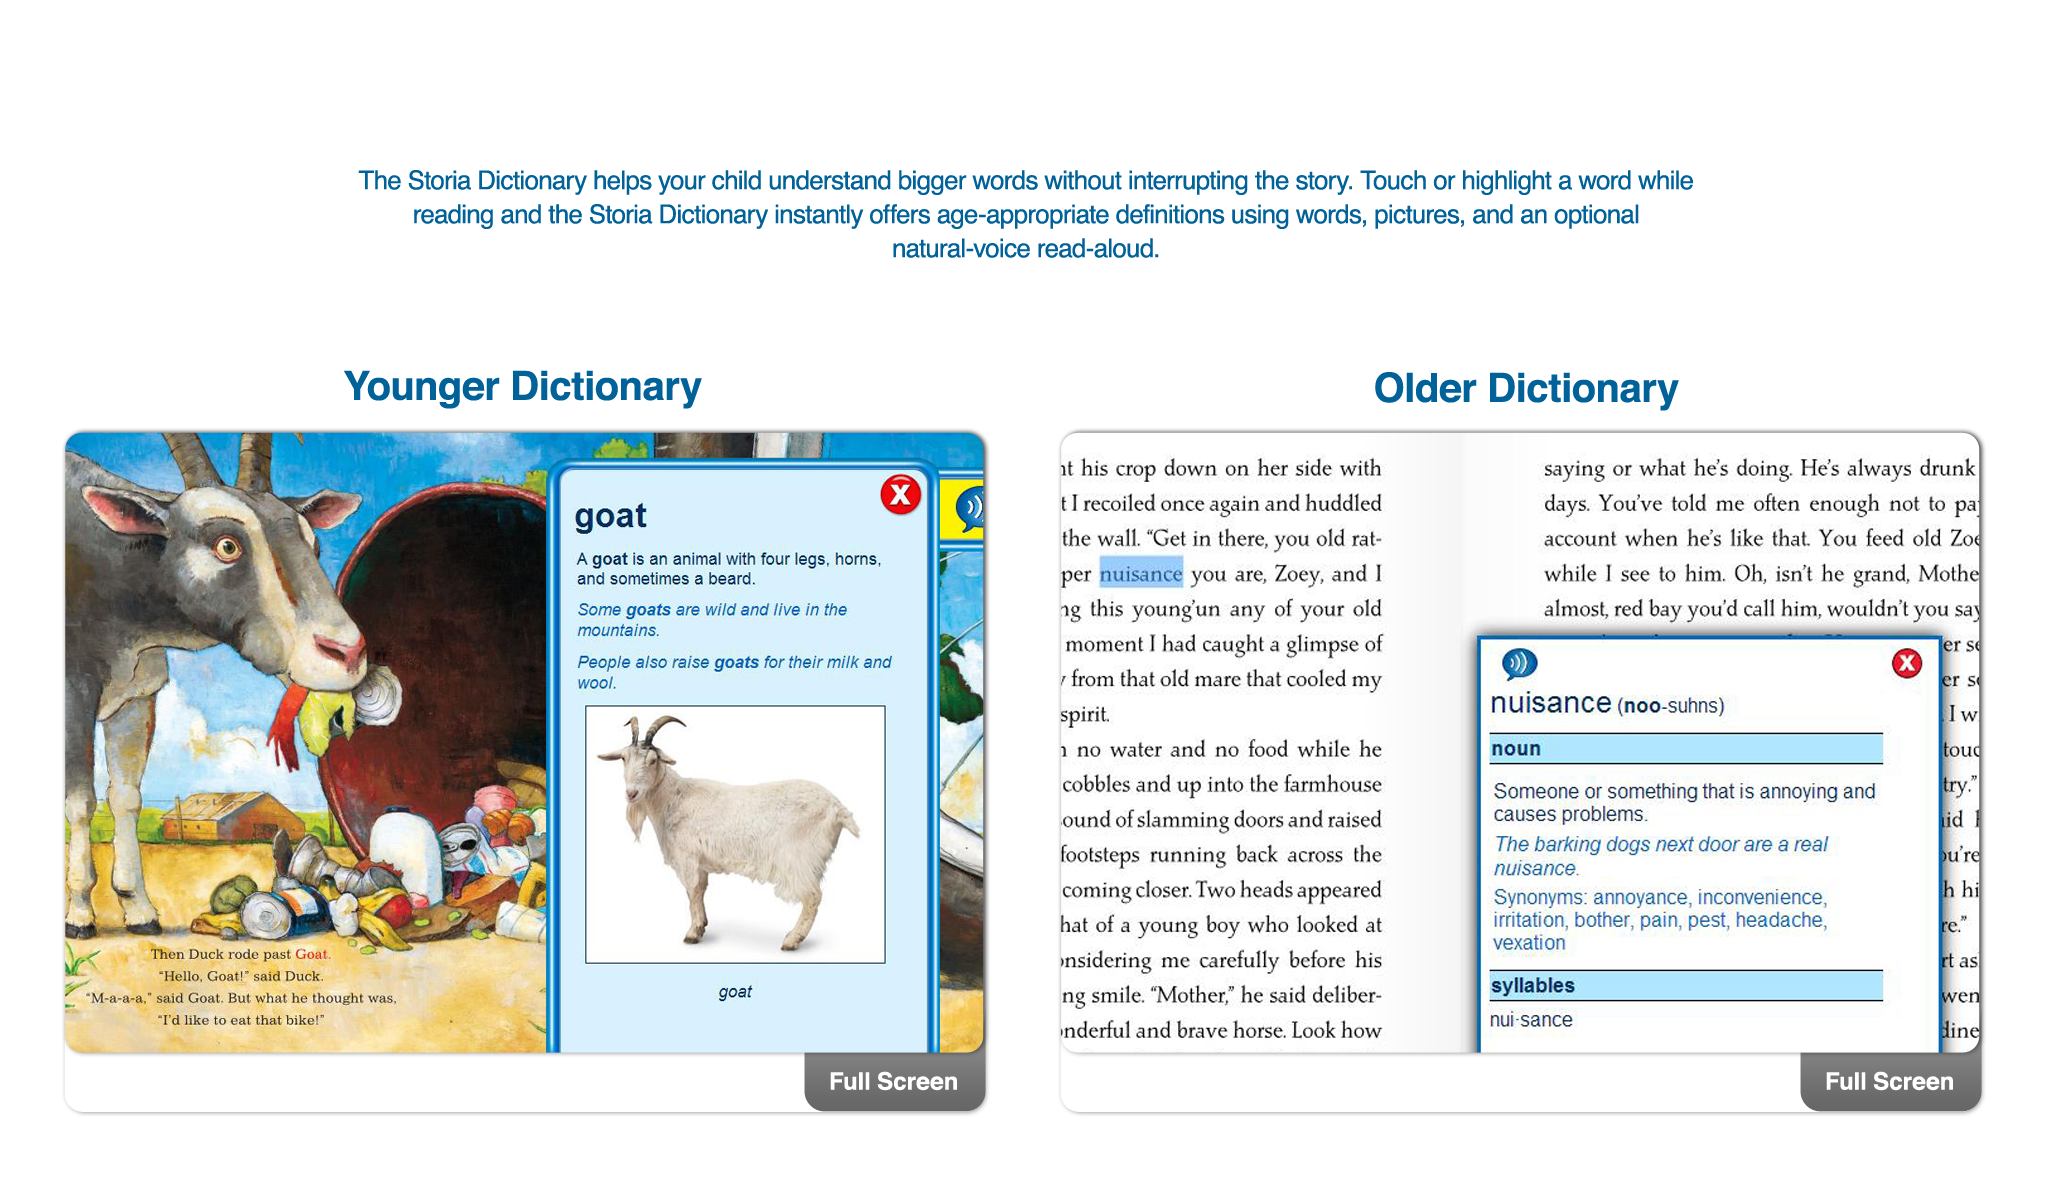 The Storia Dictionary helps your child understand bigger words without interrupting the story. Touch or highlight a word while
reading and the Storia Dictionary instantly offers age-appropriate definitions using words, pictures, and an optional
natural-voice read-aloud.
Younger Dictionary
goat
A goat is an animal with four legs, horns,
and sometimes a beard.
Some goats are wild and live in the
mountains.
People also raise goats for their milk and
wool.
goat
Then Duck rode past Goat.
“Hello, Goat!” said Duck.
“M-a-a-a,” said Goat. But what he thought was,
“I’d like to eat that bike!”
Full Screen
Older Dictionary
his crop down on her side with
I recoiled once again and huddled
the wall. “Get in there, you old rat-
per nuisance you are, Zoey, and I
this young’un any of your old
moment I had caught a glimpse of
from that old mare that cooled my
spirit.
no water and no food while he
cobbles and up into the farmhouse
ound of slamming doors and raised
footsteps running back across the
coming closer. Two heads appeared
hat of a young boy who looked at
nsidering me carefully before his
ng smile. “Mother,” he said deliber-
nderful and brave horse. Look how
saying or what he’s doing. He’s always drunk
days. You’ve told me often enough not to pa
account when he’s like that. You feed old Zoe
while I see to him. Oh, isn’t he grand, Mothe
almost, red bay you’d call him, wouldn’t you say
X
nuisance (noo-suhns)
noun
Someone or something that is annoying and
causes problems.
The barking dogs next door are a real
nuisance.
Synonyms: annoyance, inconvenience,
irritation, bother, pain, pest, headache,
vexation
syllables
nui·sance
Full Screen